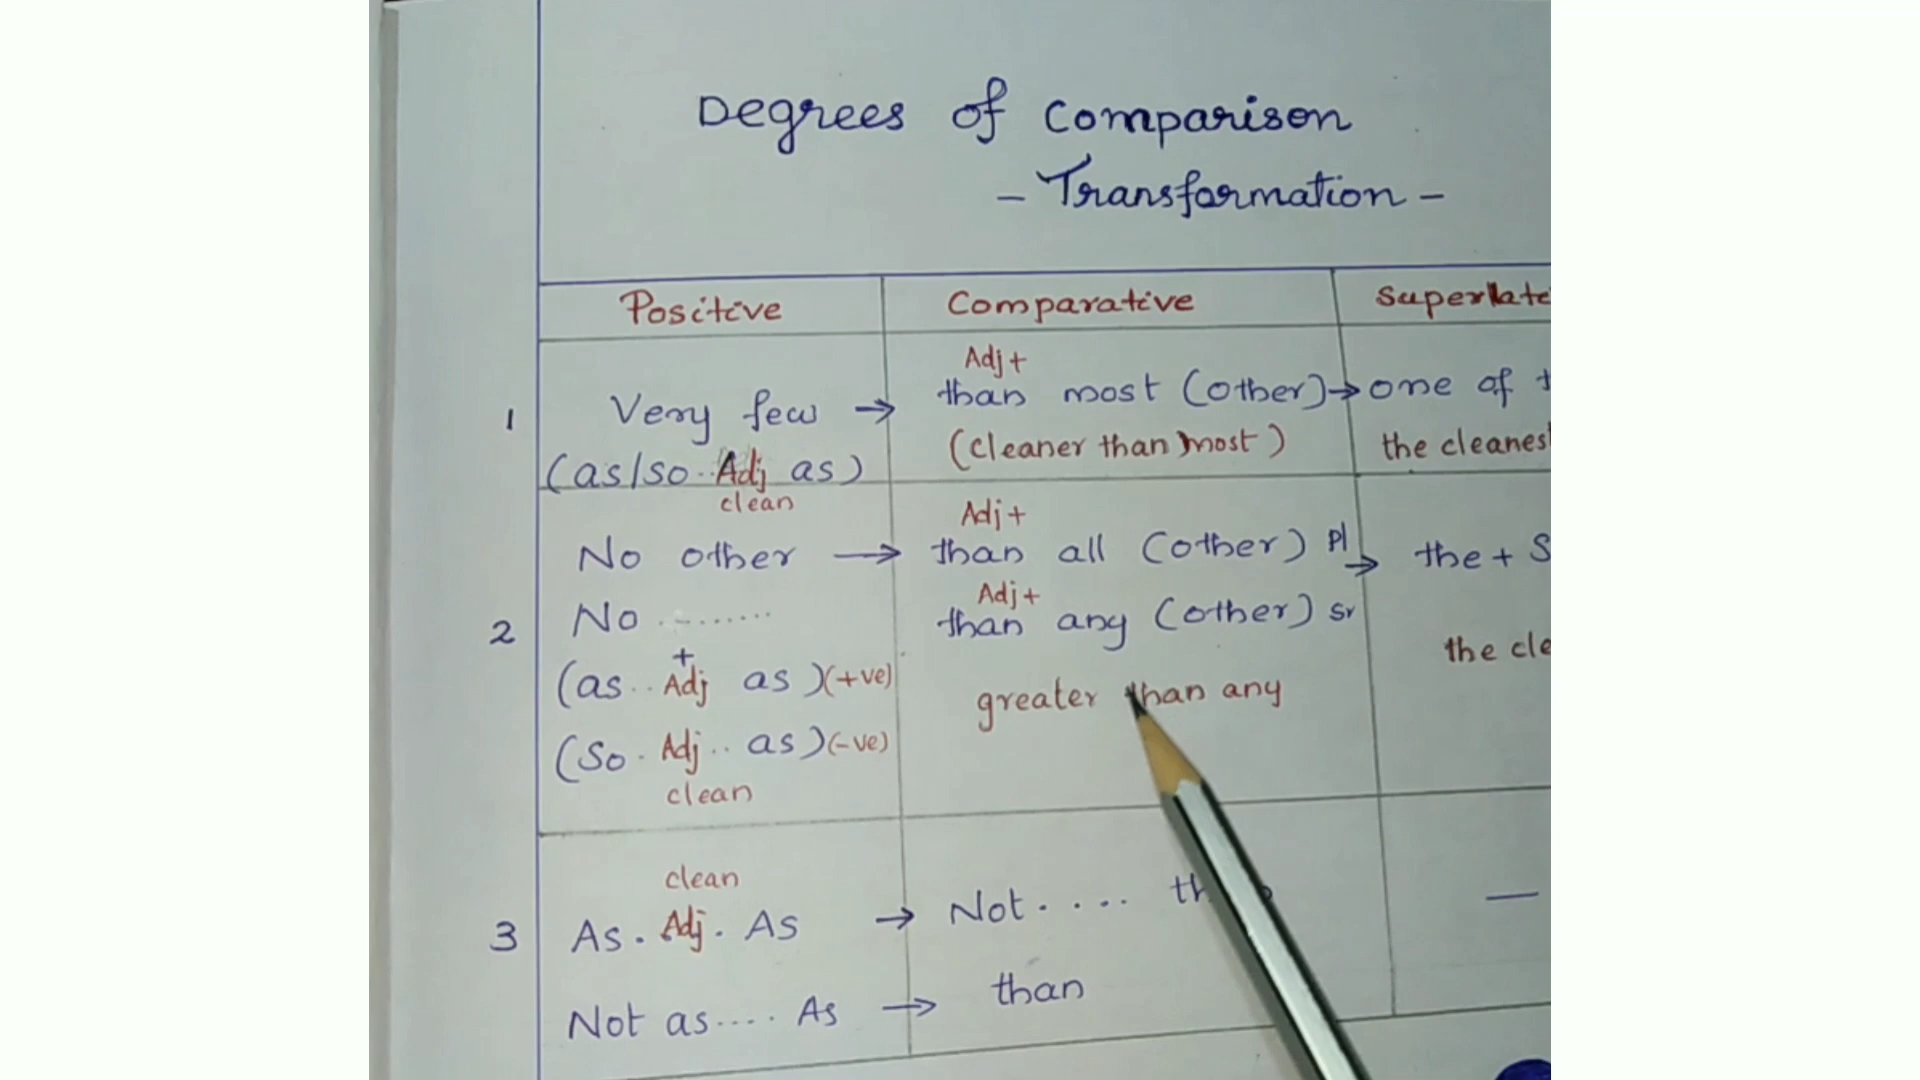 Degrees of Comparison
- Transformation -
Positive Comparative
1 Very few → Adj+ than most (other) → one of
(as/so..Adj as) (cleaner than most)
clean the
No other → Adj+ than all (other) pl → the +
No ........ Adj+ than any (other) sr
2
+
(as..Adj as)(+ve) greater than any the
(So.Adj..as)(-ve)
clean
clean
3 As.Adj.As → Not.... —
Not as.... As → than